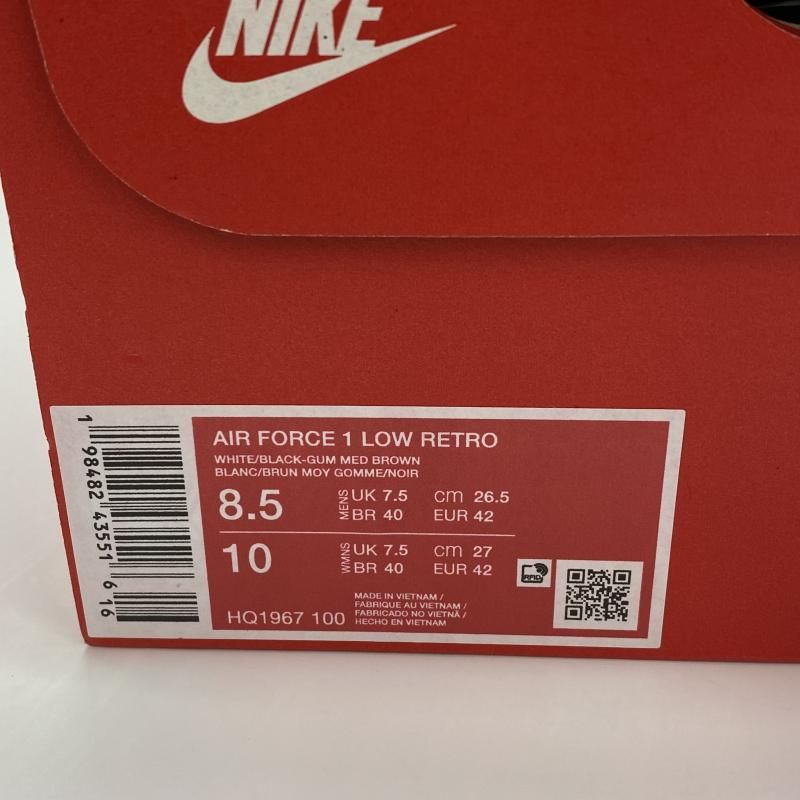 NIKE
AIR FORCE 1 LOW RETRO
WHITE/BLACK-GUM MED BROWN
BLANC/BRUN MOY GOMME/NOIR
8.5 MENS UK 7.5 cm 26.5
BR 40 EUR 42
10 WMNS UK 7.5 cm 27
BR 40 EUR 42
RFID
MADE IN VIETNAM /
FABRIQUE AU VIETNAM /
FABRICADO NO VIETNÃ /
HECHO EN VIETNAM
HQ1967 100
1 98482 43551 6 16